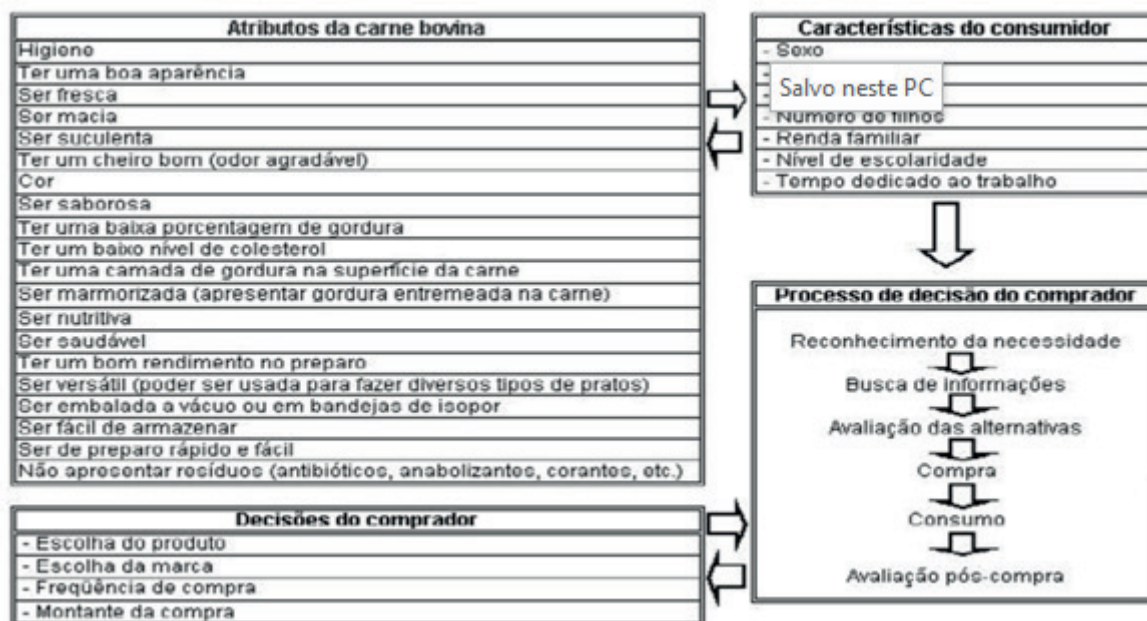 Atributos da carne bovina
Higiene
Ter uma boa aparência
Ser fresca
Ser macia
Ser suculenta
Ter um cheiro bom (odor agradável)
Cor
Ser saborosa
Ter uma baixa porcentagem de gordura
Ter um baixo nível de colesterol
Ter uma camada de gordura na superfície da carne
Ser marmorizada (apresentar gordura entremeada na carne)
Ser nutritiva
Ser saudável
Ter um bom rendimento no preparo
Ser versátil (poder ser usada para fazer diversos tipos de pratos)
Ser embalada a vácuo ou em bandejas de isopor
Ser fácil de armazenar
Ser de preparo rápido e fácil
Não apresentar resíduos (antibióticos, anabolizantes, corantes, etc.)
Características do consumidor
- Sexo
-
Salvo neste PC
-
- Número de filhos
- Renda familiar
- Nível de escolaridade
- Tempo dedicado ao trabalho
Processo de decisão do comprador
Reconhecimento da necessidade
Busca de informações
Avaliação das alternativas
Compra
Consumo
Avaliação pós-compra
Decisões do comprador
- Escolha do produto
- Escolha da marca
- Freqüência de compra
- Montante da compra